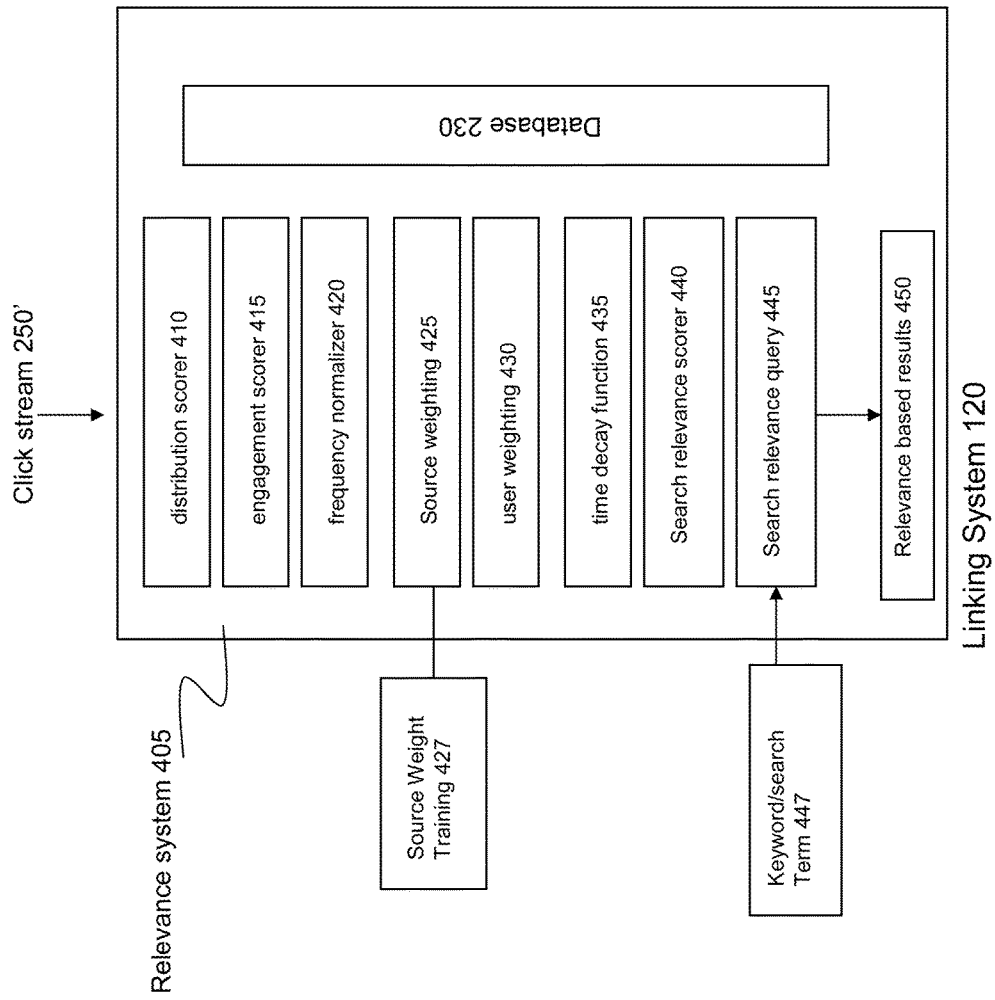 Click stream 250'
Relevance system 405
distribution scorer 410
engagement scorer 415
frequency normalizer 420
Source weighting 425
user weighting 430
time decay function 435
Search relevance scorer 440
Search relevance query 445
Relevance based results 450
Database 230
Source Weight
Training 427
Keyword/search
Term 447
Linking System 120